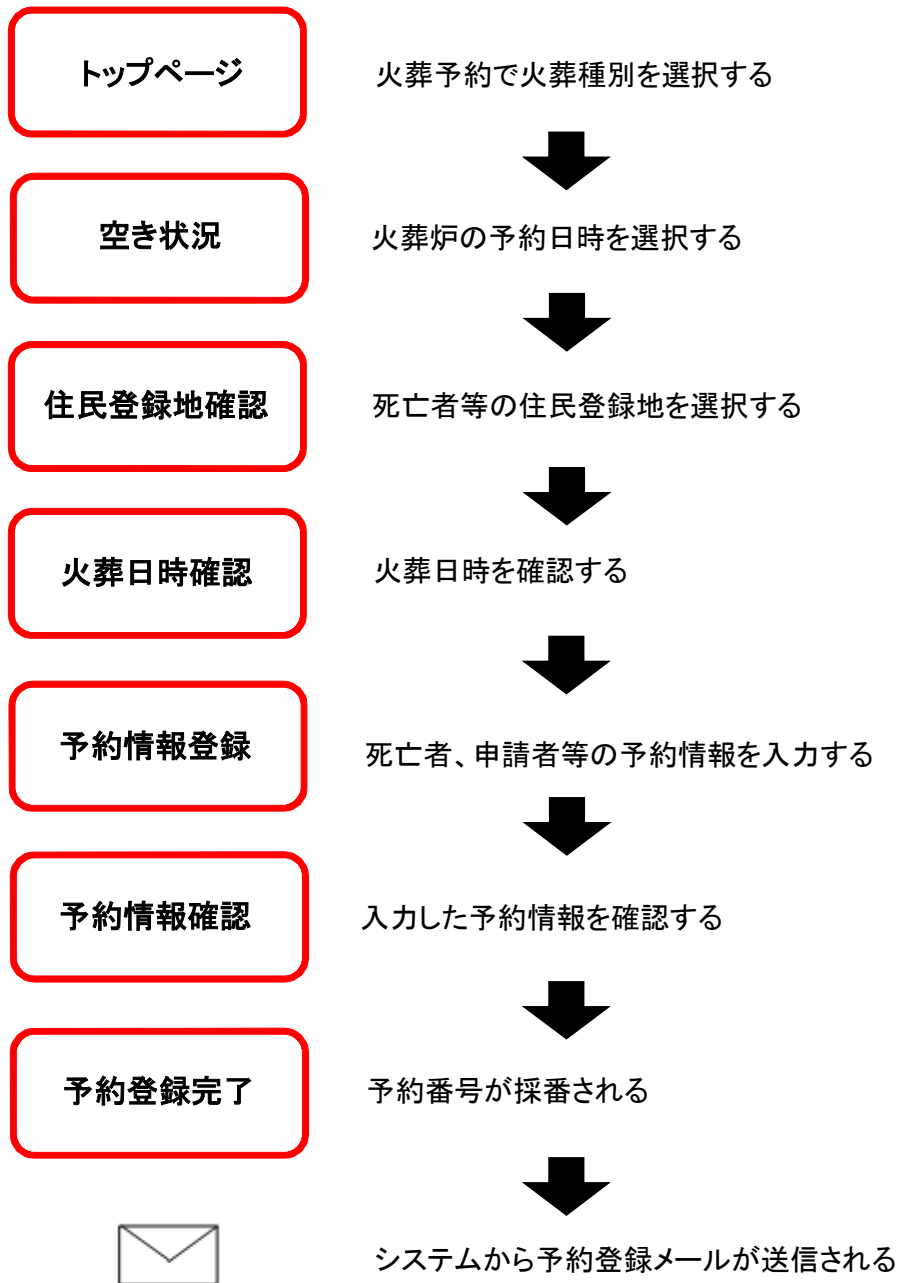 トップページ
火葬予約で火葬種別を選択する
空き状況
火葬炉の予約日時を選択する
住民登録地確認
死亡者等の住民登録地を選択する
火葬日時確認
火葬日時を確認する
予約情報登録
死亡者、申請者等の予約情報を入力する
予約情報確認
入力した予約情報を確認する
予約登録完了
予約番号が採番される
システムから予約登録メールが送信される